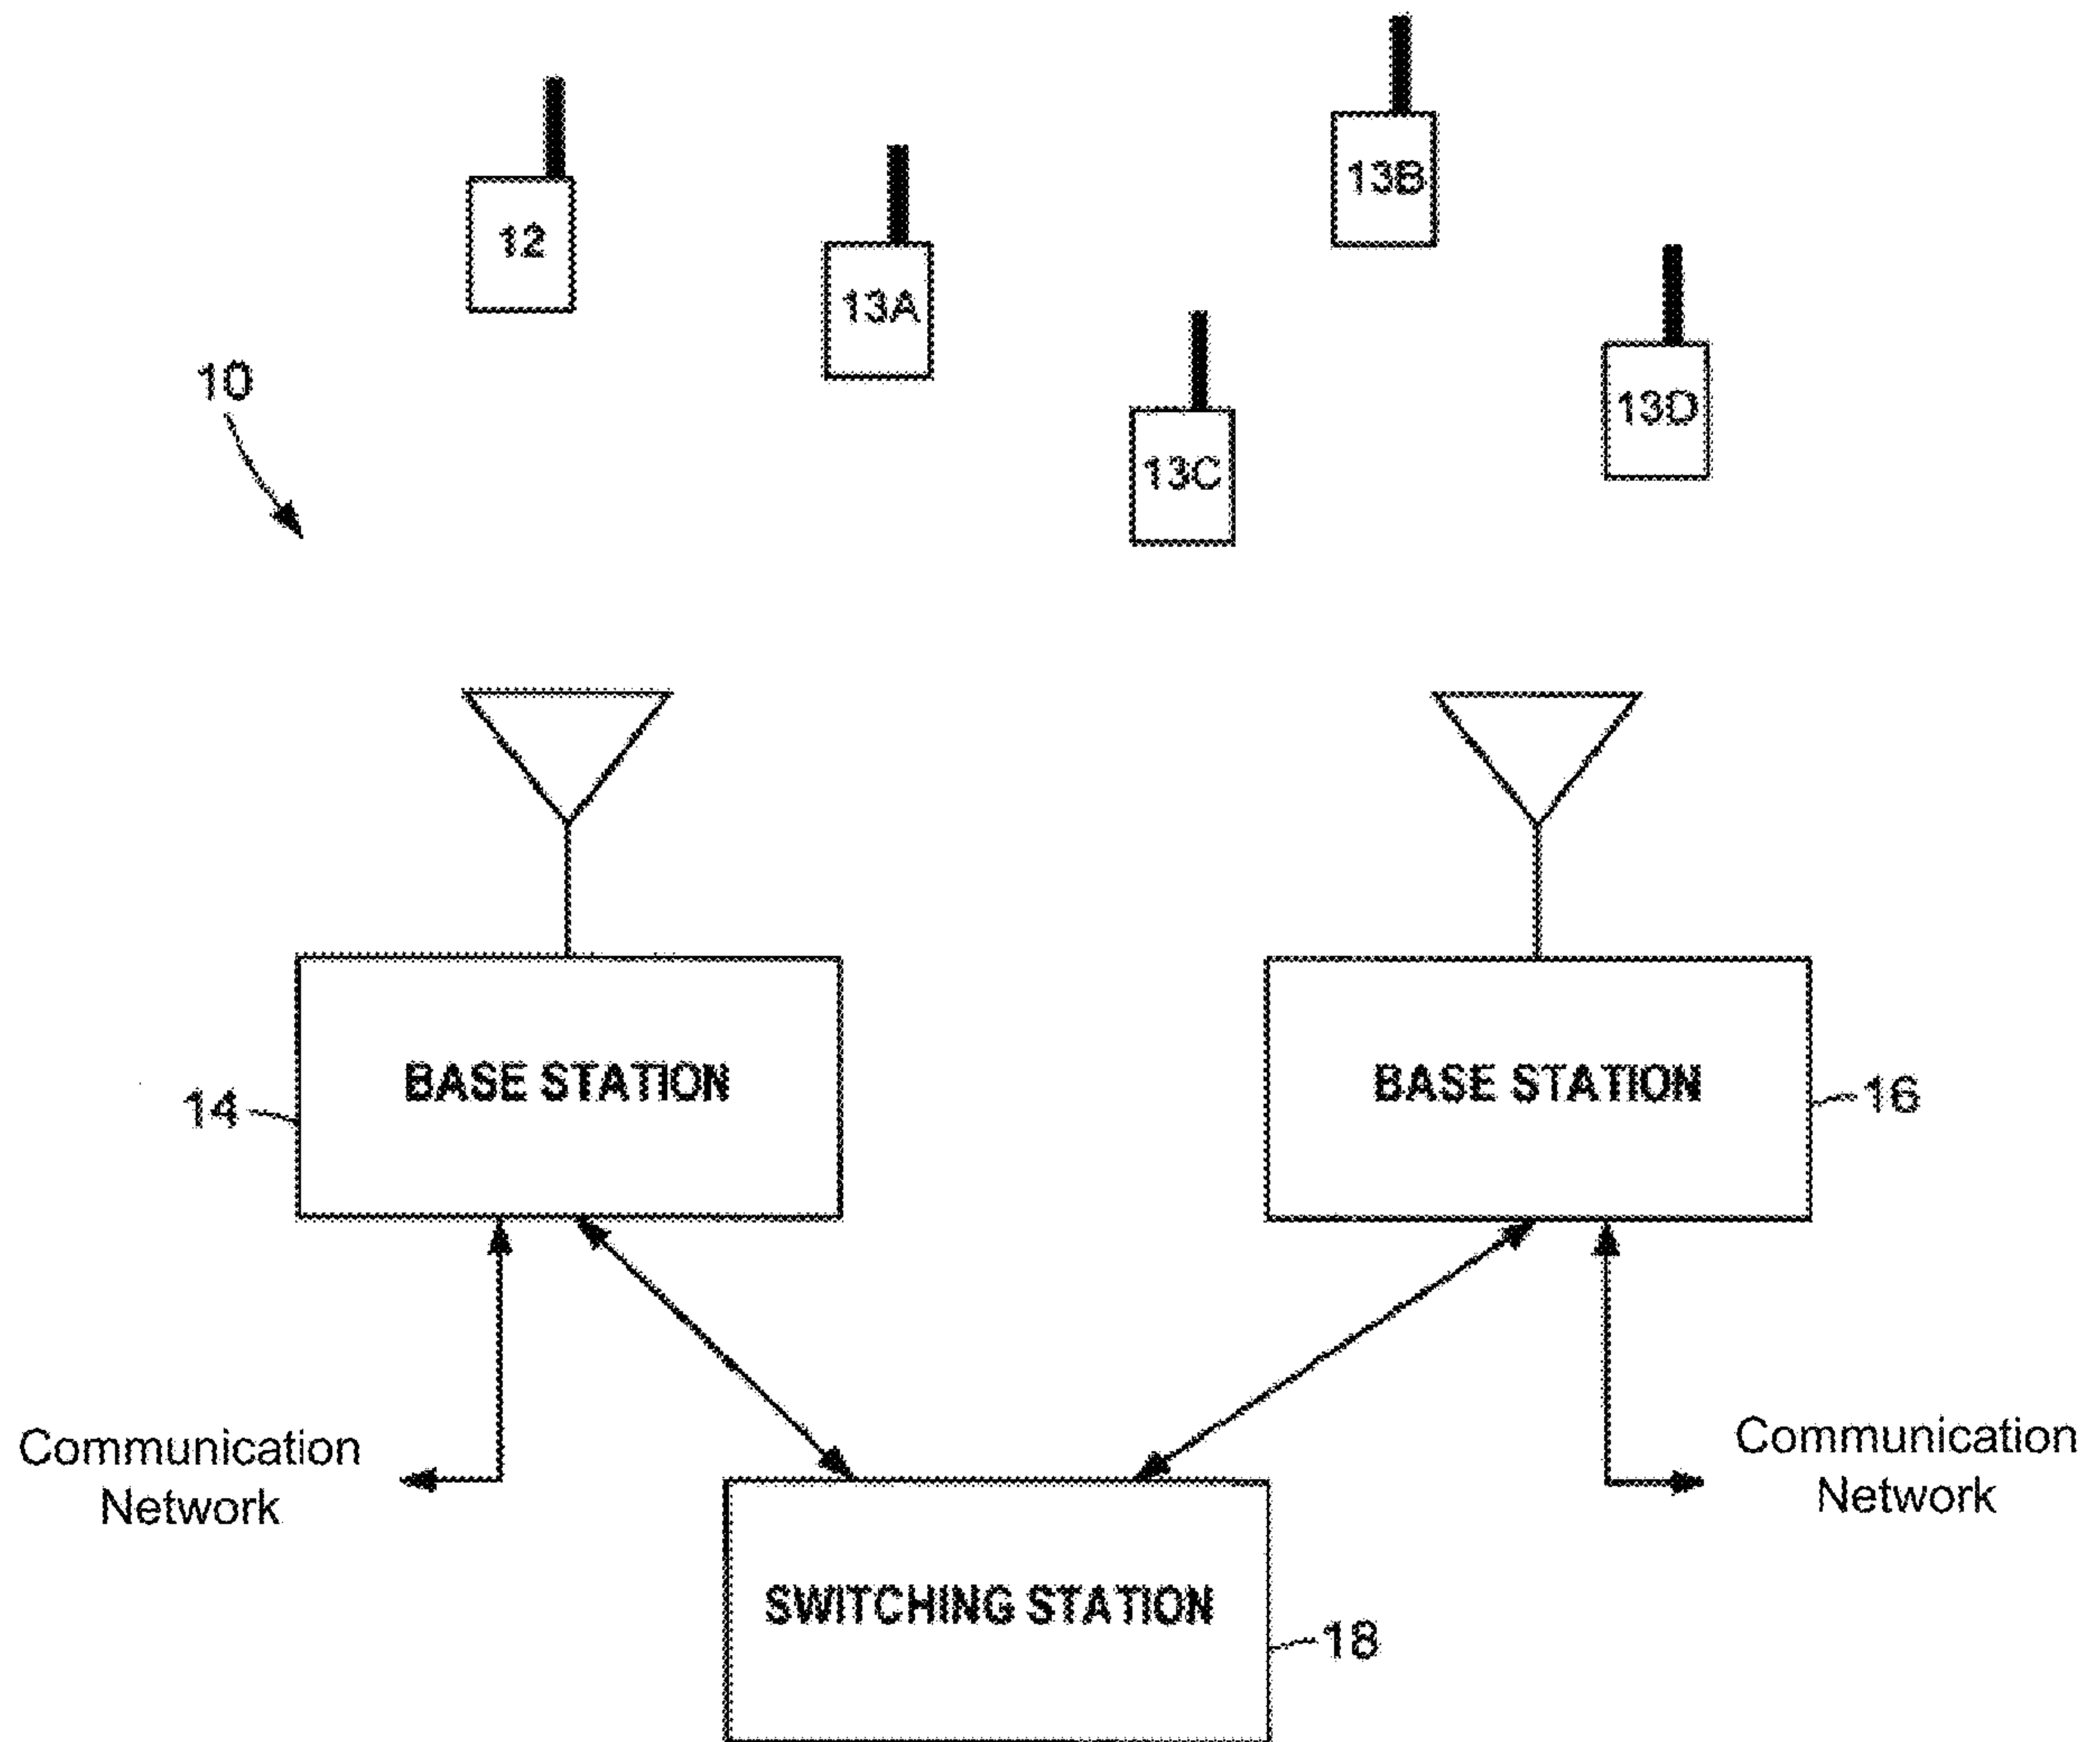 13B
12
13A
13D
10
13C
BASE STATION
BASE STATION
14
16
Communication
Network
Communication
Network
SWITCHING STATION
18